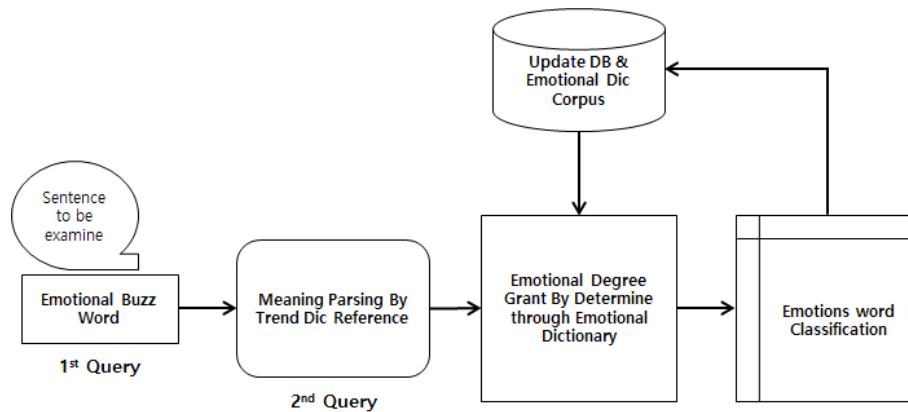 Update DB &
Emotional Dic
Corpus
Sentence
to be
examine
Emotional Buzz
Word
1st Query
Meaning Parsing By
Trend Dic Reference
2nd Query
Emotional Degree
Grant By Determine
through Emotional
Dictionary
Emotions word
Classification